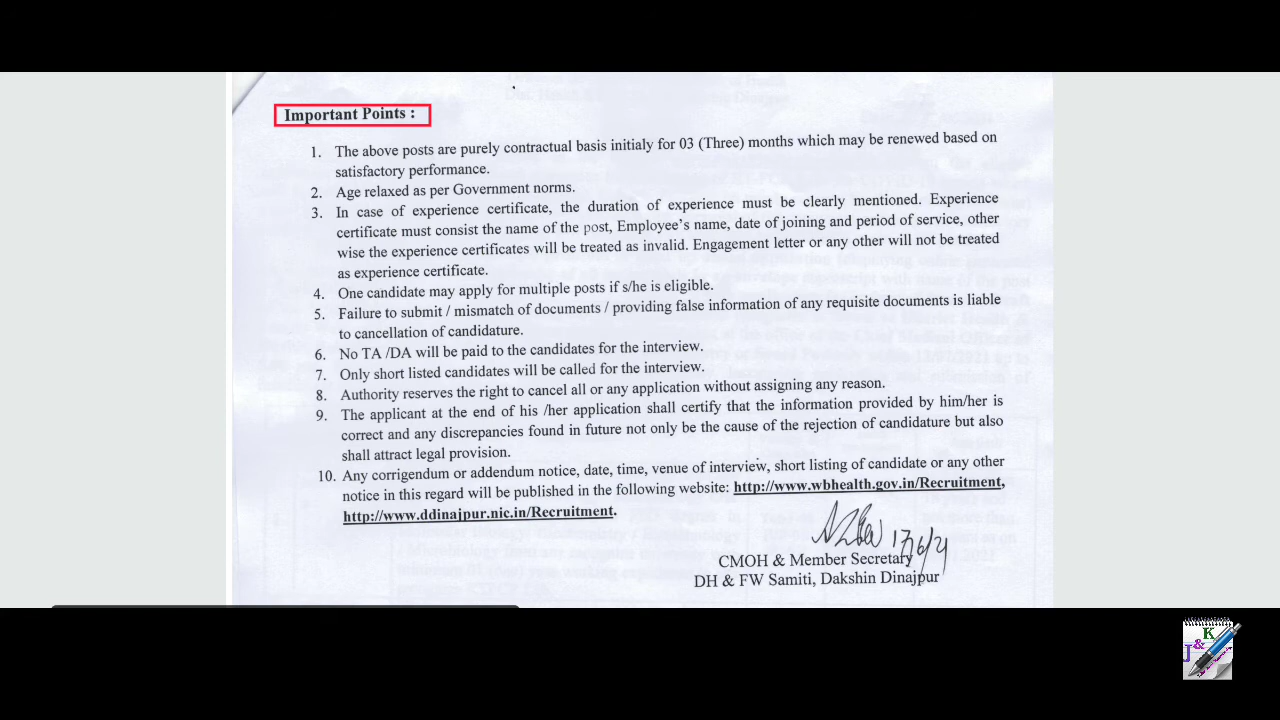 Important Points :
1. The above posts are purely contractual basis initialy for 03 (Three) months which may be renewed based on
satisfactory performance.
2. Age relaxed as per Government norms.
3. In case of experience certificate, the duration of experience must be clearly mentioned. Experience
certificate must consist the name of the post, Employee's name, date of joining and period of service, other
wise the experience certificates will be treated as invalid. Engagement letter or any other will not be treated
as experience certificate.
4. One candidate may apply for multiple posts if s/he is eligible.
5. Failure to submit / mismatch of documents / providing false information of any requisite documents is liable
to cancellation of candidature.
6. No TA /DA will be paid to the candidates for the interview.
7. Only short listed candidates will be called for the interview.
8. Authority reserves the right to cancel all or any application without assigning any reason.
9. The applicant at the end of his /her application shall certify that the information provided by him/her is
correct and any discrepancies found in future not only be the cause of the rejection of candidature but also
shall attract legal provision.
10. Any corrigendum or addendum notice, date, time, venue of interview, short listing of candidate or any other
notice in this regard will be published in the following website: http://www.wbhealth.gov.in/Recruitment,
http://www.ddinajpur.nic.in/Recruitment.
17/6/21
CMOH & Member Secretary
DH & FW Samiti, Dakshin Dinajpur
J&K